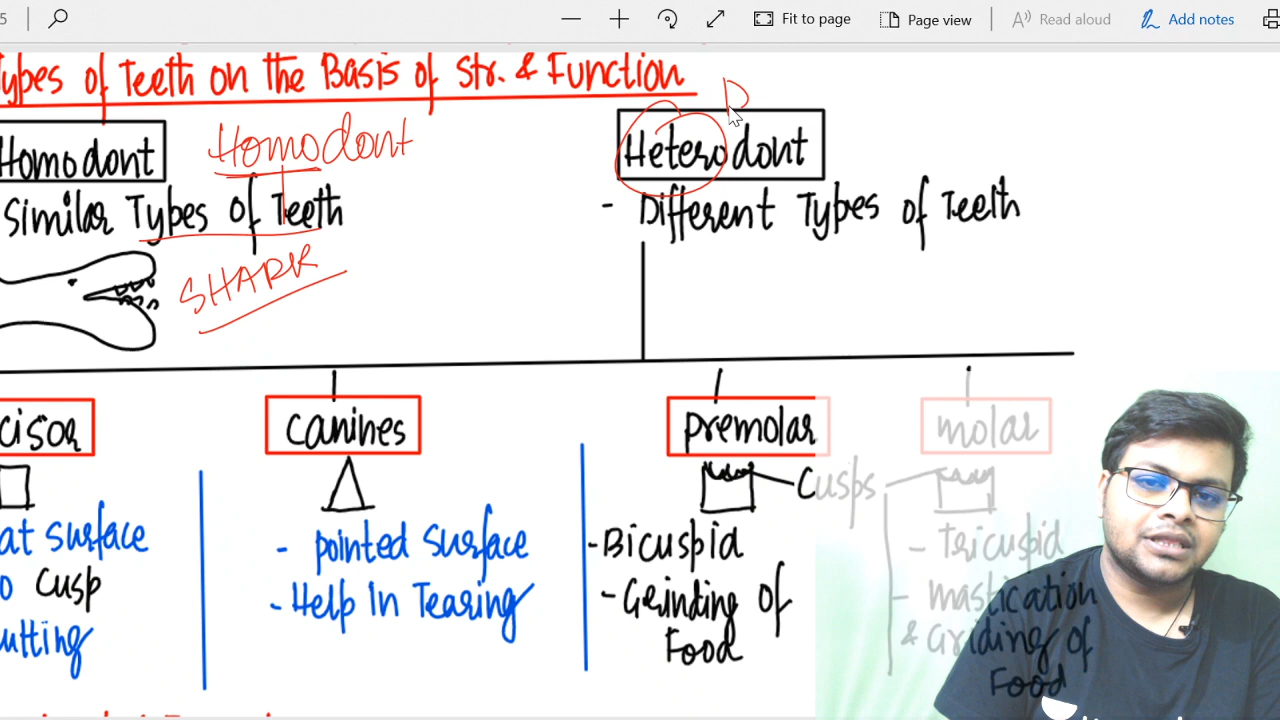 5 Fit to page Page view Read aloud Add notes
Types of Teeth on the Basis of Str. & Function
D
Homodont
Homodont
Heterodont
Similar Types of Teeth
- Different Types of Teeth
SHARK
cisor
canines
premolar
molar
Cusps
at surface
o cusp
utting
- pointed surface
- Help In Tearing
- Bicuspid
- Grinding of
Food
- Tricuspid
- mastication
& Griding of
Food